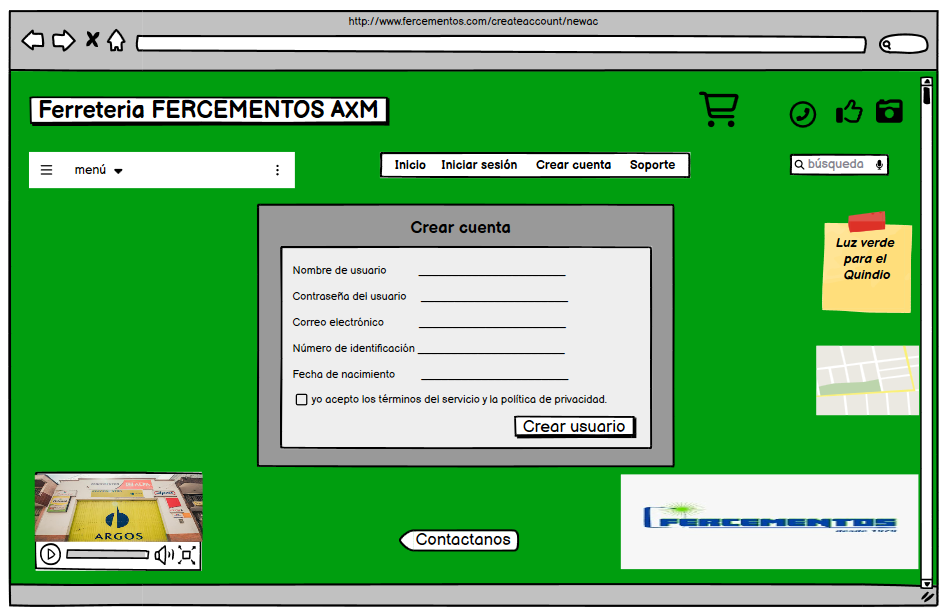 http://www.fercementos.com/createaccount/newac
Ferreteria FERCEMENTOS AXM
menú
Inicio Iniciar sesión Crear cuenta Soporte
búsqueda
Crear cuenta
Nombre de usuario
Contraseña del usuario
Correo electrónico
Número de identificación
Fecha de nacimiento
yo acepto los términos del servicio y la política de privacidad.
Crear usuario
Luz verde
para el
Quindio
ARGOS
Contactanos
FERCEMENTOS
desde 1979